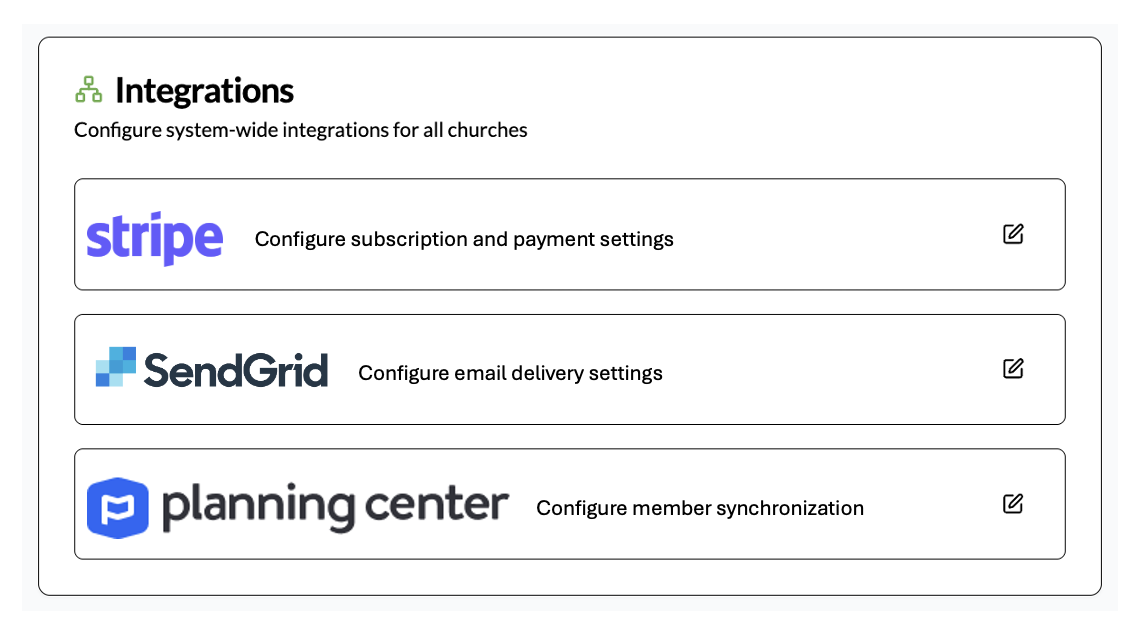 Integrations
Configure system-wide integrations for all churches
stripe Configure subscription and payment settings
SendGrid Configure email delivery settings
planning center Configure member synchronization